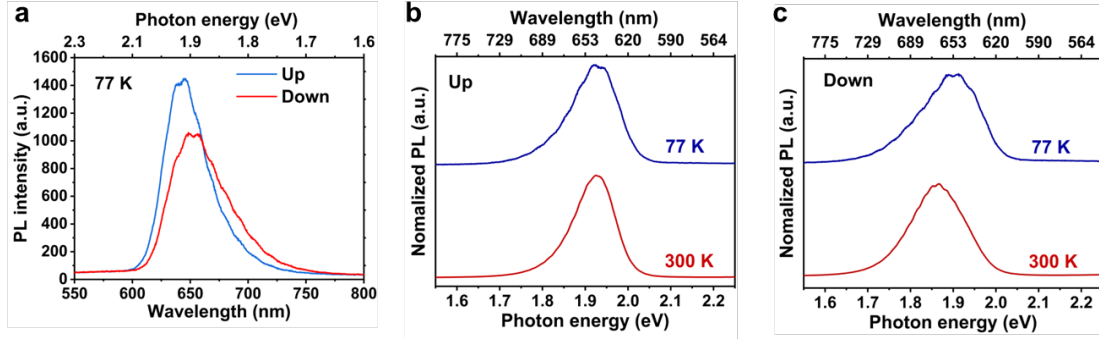 a
Photon energy (eV)
2.3 2.1 1.9 1.8 1.7 1.6
1600
1400
1200
1000
800
600
400
200
0
PL intensity (a.u.)
77 K
Up
Down
550 600 650 700 750 800
Wavelength (nm)
b
Wavelength (nm)
775 729 689 653 620 590 564
Nomalized PL (a.u.)
Up
77 K
300 K
1.6 1.7 1.8 1.9 2.0 2.1 2.2
Photon energy (eV)
c
Wavelength (nm)
775 729 689 653 620 590 564
Nomalized PL (a.u.)
Down
77 K
300 K
1.6 1.7 1.8 1.9 2.0 2.1 2.2
Photon energy (eV)